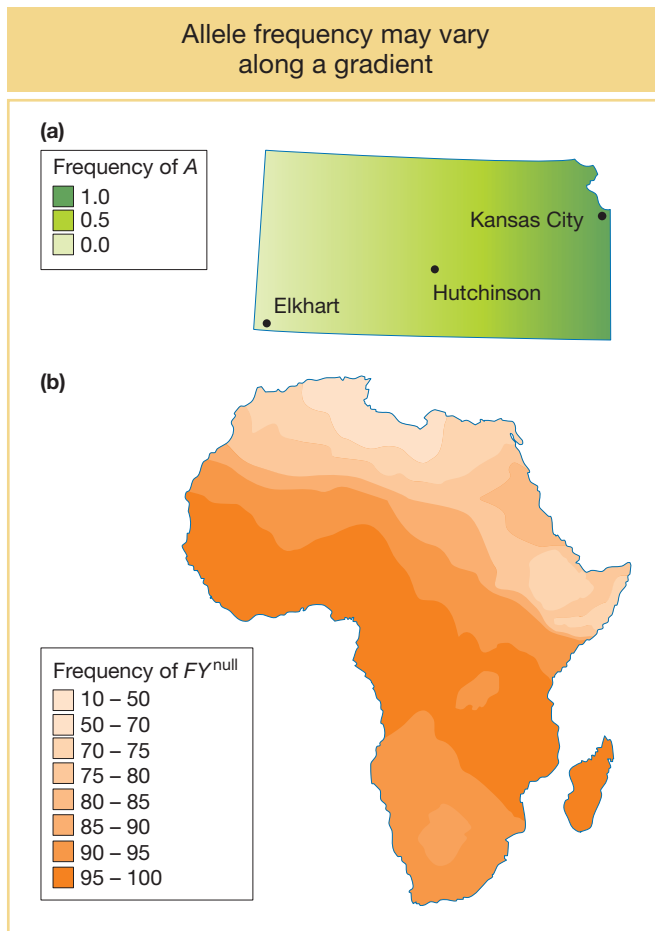 Allele frequency may vary
along a gradient
(a)
Frequency of A
1.0
0.5
0.0
Kansas City
Hutchinson
Elkhart
(b)
Frequency of FYnull
10 – 50
50 – 70
70 – 75
75 – 80
80 – 85
85 – 90
90 – 95
95 – 100